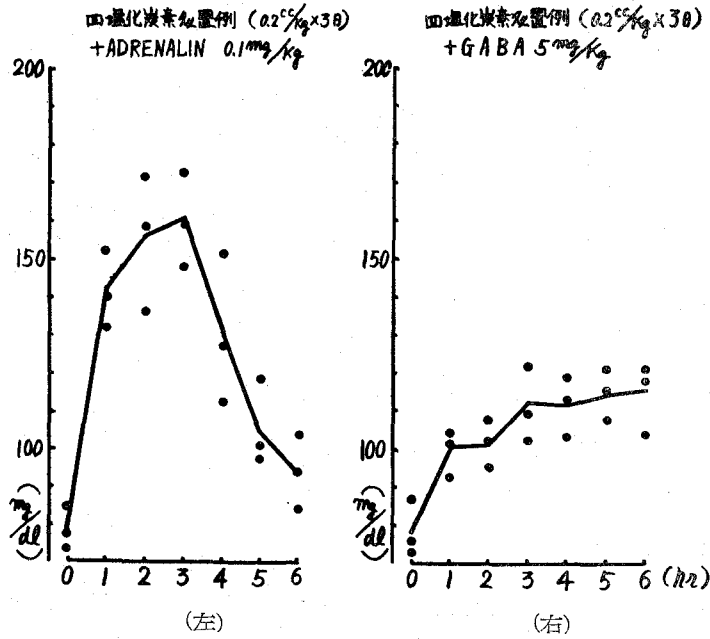 四塩化炭素処置例 (0.2cc/kg×3日)
+ADRENALIN 0.1mg/kg
200
150
100
(mg/dl)
0 1 2 3 4 5 6
(左)
四塩化炭素処置例 (0.2cc/kg×3日)
+GABA 5mg/kg
200
150
100
(mg/dl)
0 1 2 3 4 5 6 (hr)
(右)